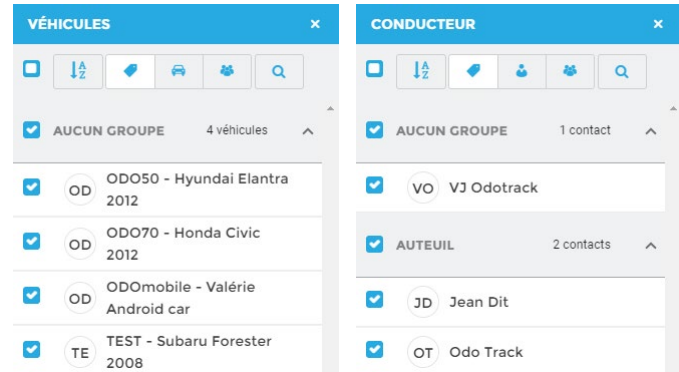 VÉHICULES ×
AUCUN GROUPE 4 véhicules
OD ODO50 - Hyundai Elantra
2012
OD ODO70 - Honda Civic
2012
OD ODOmobile - Valérie
Android car
TE TEST - Subaru Forester
2008
CONDUCTEUR ×
AUCUN GROUPE 1 contact
VO VJ Odotrack
AUTEUIL 2 contacts
JD Jean Dit
OT Odo Track